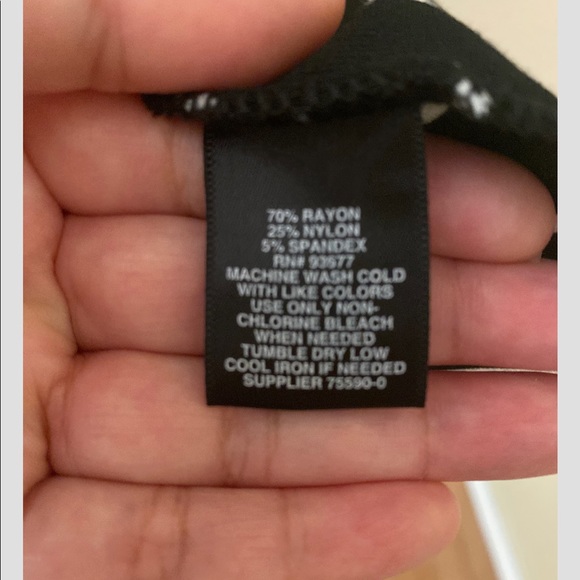 70% RAYON
25% NYLON
5% SPANDEX
RN# 93677
MACHINE WASH COLD
WITH LIKE COLORS
USE ONLY NON-
CHLORINE BLEACH
WHEN NEEDED
TUMBLE DRY LOW
COOL IRON IF NEEDED
SUPPLIER 75590-0